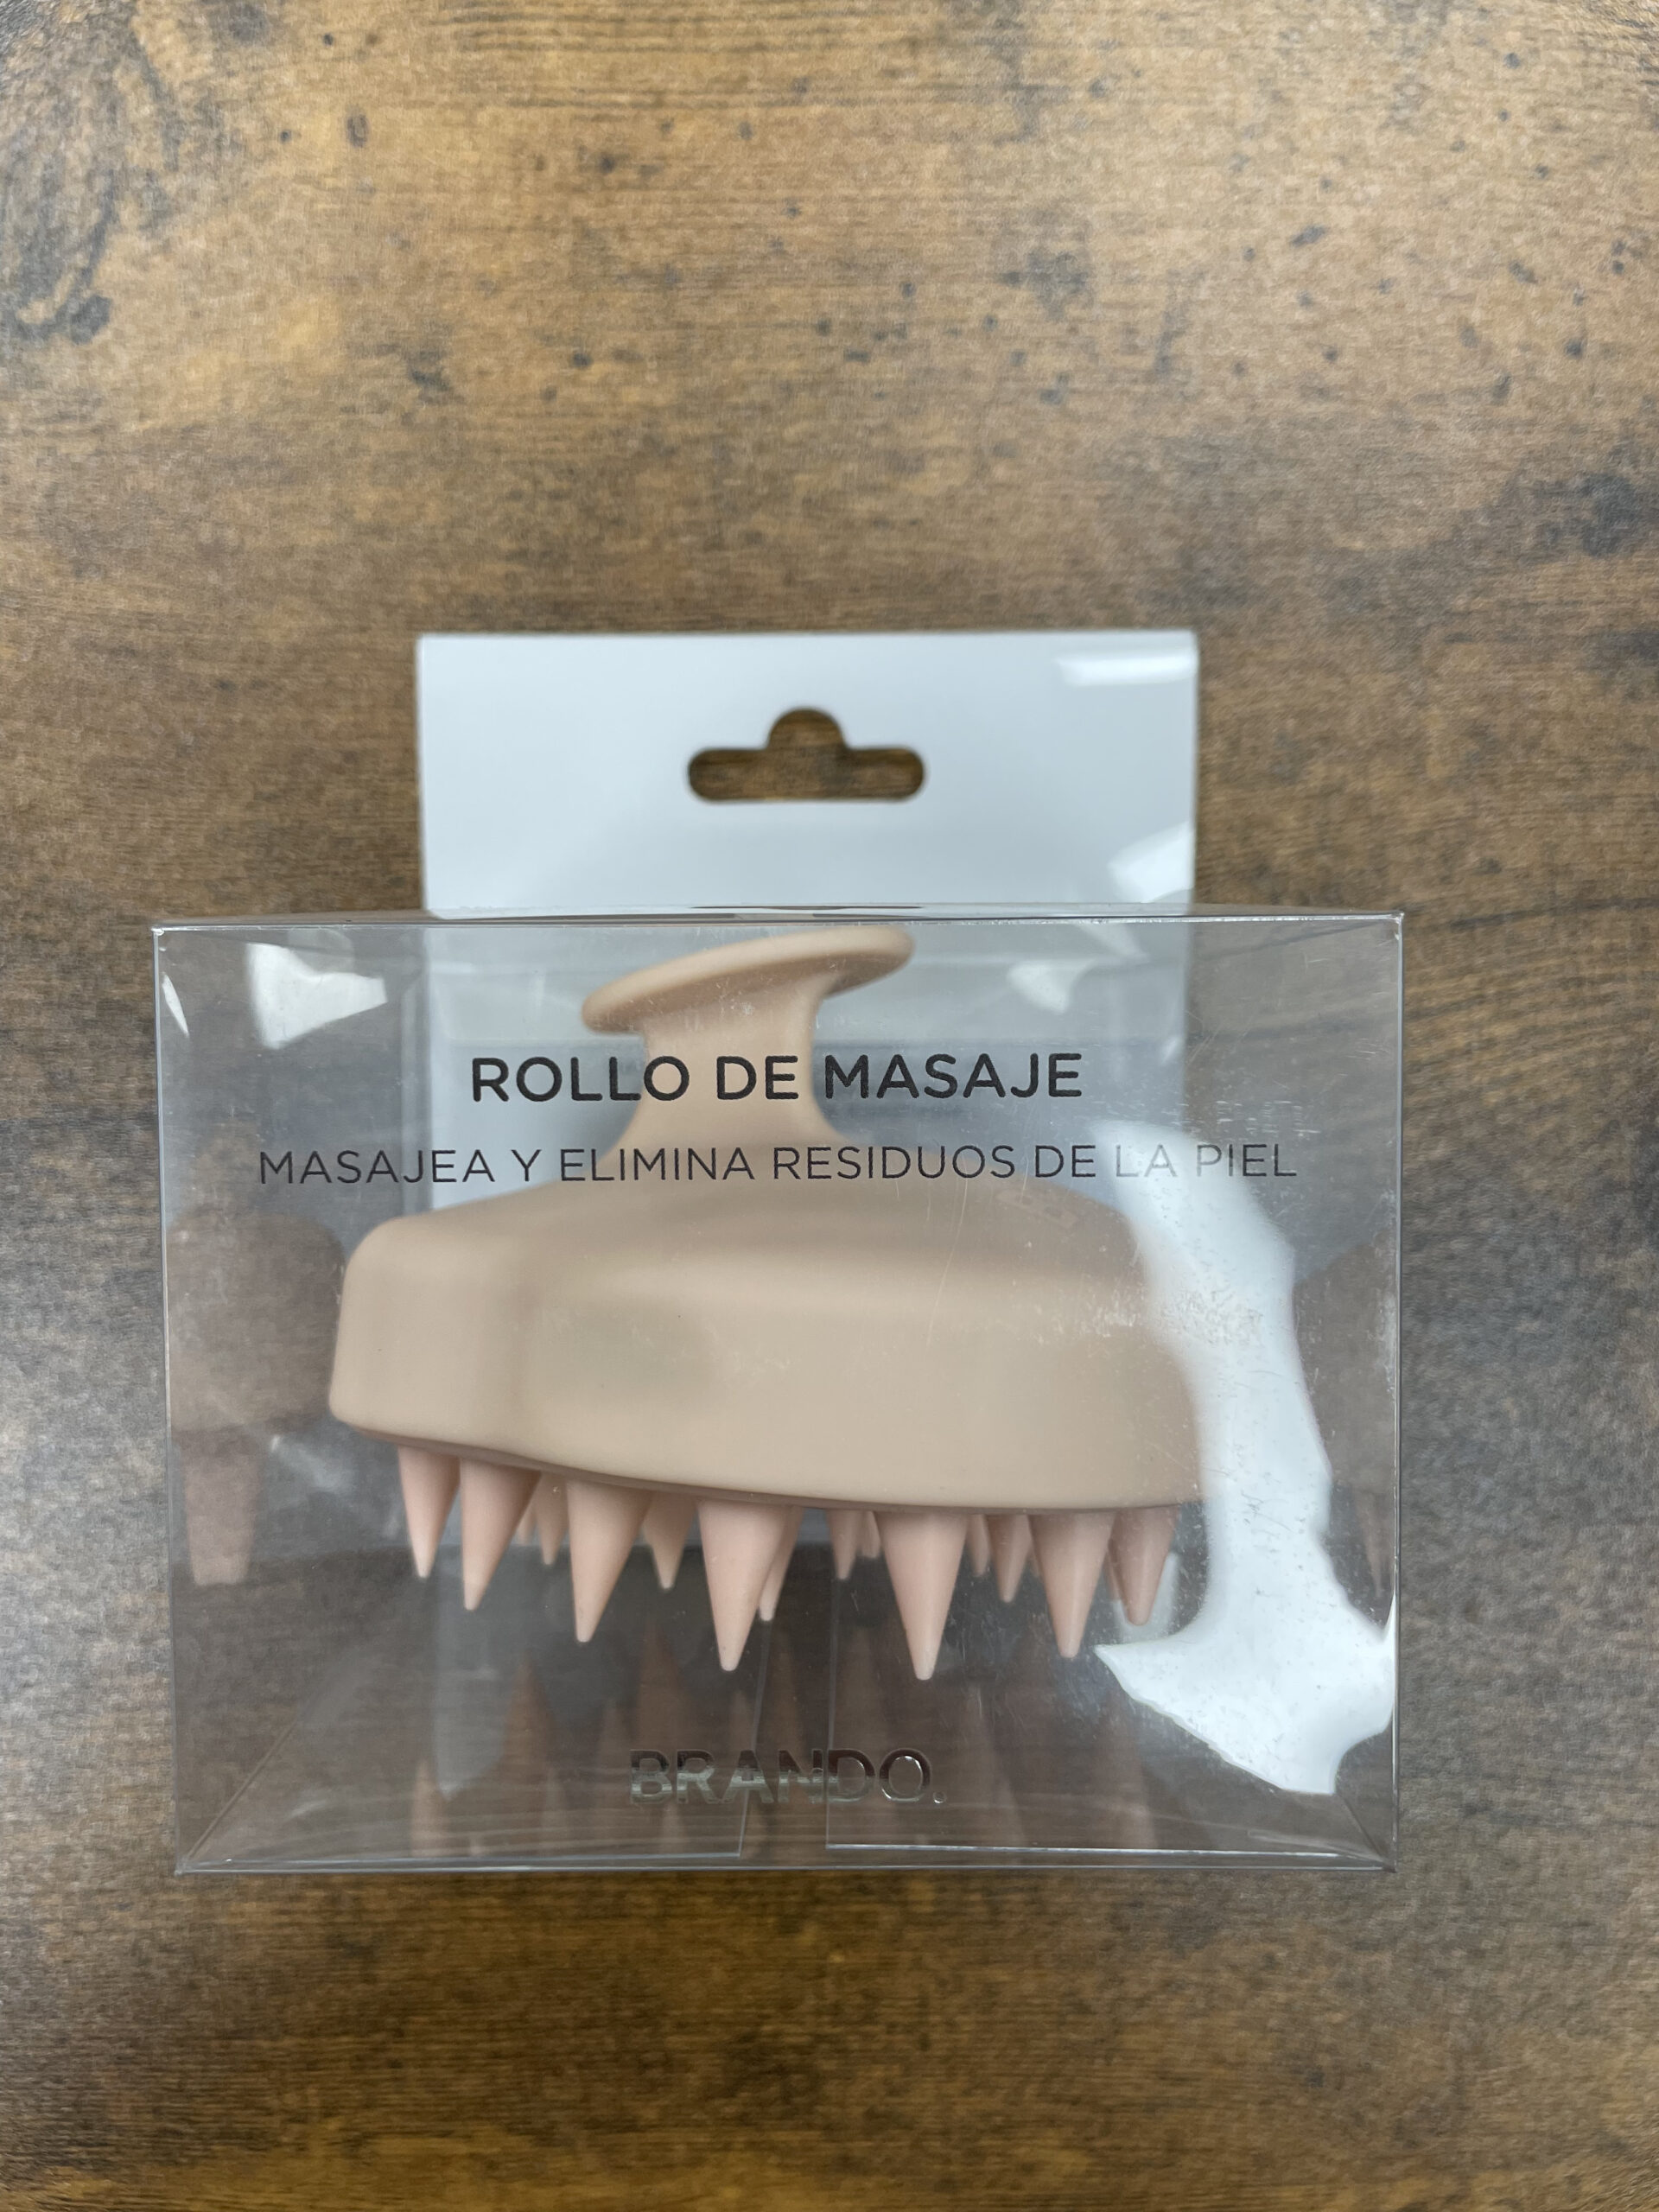 ROLLO DE MASAJE
MASAJEA Y ELIMINA RESIDUOS DE LA PIEL
BRANDO.